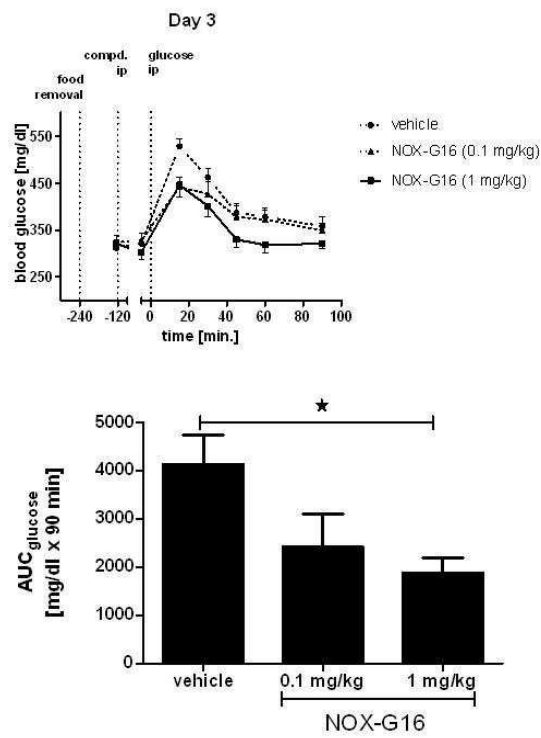 Day 3
compd. glucose
ip ip
food
removal
blood glucose [mg/dl]
550
450
350
250
-240 -120 0 20 40 60 80 100
time [min.]
vehicle
NOX-G16 (0.1 mg/kg)
NOX-G16 (1 mg/kg)
★
AUCglucose
[mg/dl x 90 min]
5000
4000
3000
2000
1000
0
vehicle 0.1 mg/kg 1 mg/kg
NOX-G16